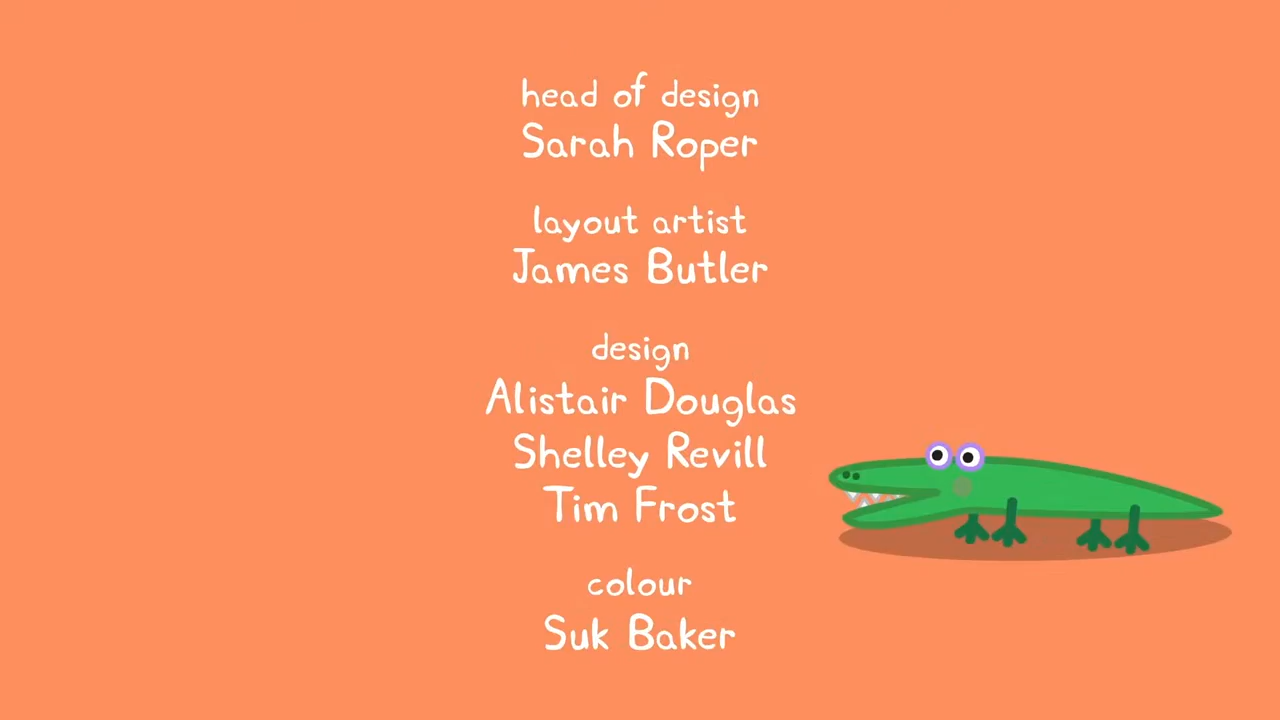 head of design
Sarah Roper
layout artist
James Butler
design
Alistair Douglas
Shelley Revill
Tim Frost
colour
Suk Baker